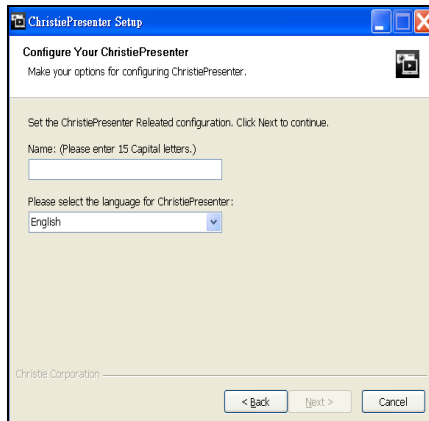 ChristiePresenter Setup
Configure Your ChristiePresenter
Make your options for configuring ChristiePresenter.
Set the ChristiePresenter Releated configuration. Click Next to continue.
Name: (Please enter 15 Capital letters.)
Please select the language for ChristiePresenter:
English
Christie Corporation
< Back
Next >
Cancel